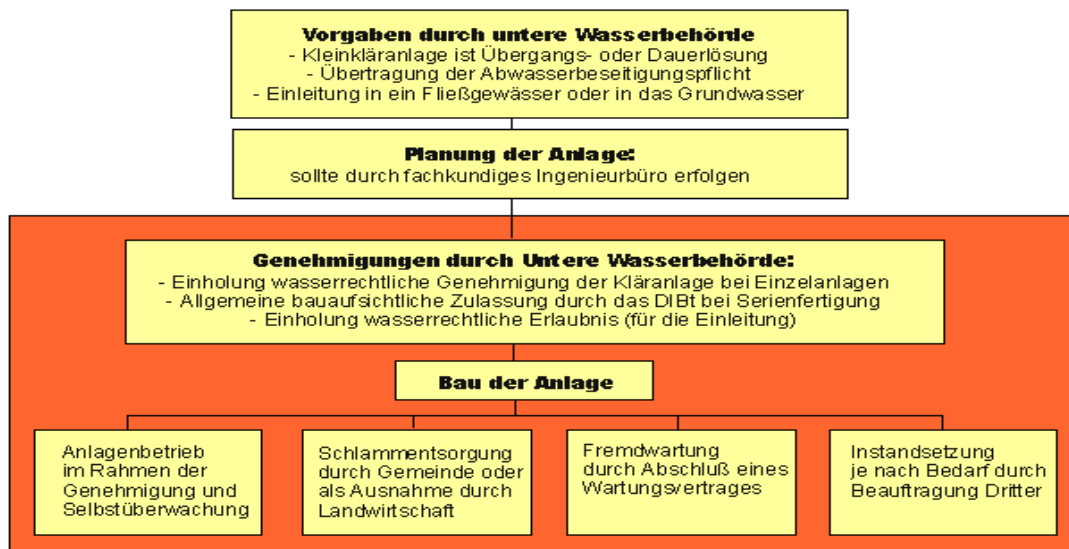 Vorgaben durch untere Wasserbehörde
- Kleinkläranlage ist Übergangs- oder Dauerlösung
- Übertragung der Abwasserbeseitigungspflicht
- Einleitung in ein Fließgewässer oder in das Grundwasser
Planung der Anlage:
sollte durch fachkundiges Ingenieurbüro erfolgen
Genehmigungen durch Untere Wasserbehörde:
- Einholung wasserrechtliche Genehmigung der Kläranlage bei Einzelanlagen
- Allgemeine bauaufsichtliche Zulassung durch das DIBt bei Serienfertigung
- Einholung wasserrechtliche Erlaubnis (für die Einleitung)
Bau der Anlage
Anlagenbetrieb
im Rahmen der
Genehmigung und
Selbstüberwachung
Schlammentsorgung
durch Gemeinde oder
als Ausnahme durch
Landwirtschaft
Fremdwartung
durch Abschluß eines
Wartungsvertrages
Instandsetzung
je nach Bedarf durch
Beauftragung Dritter